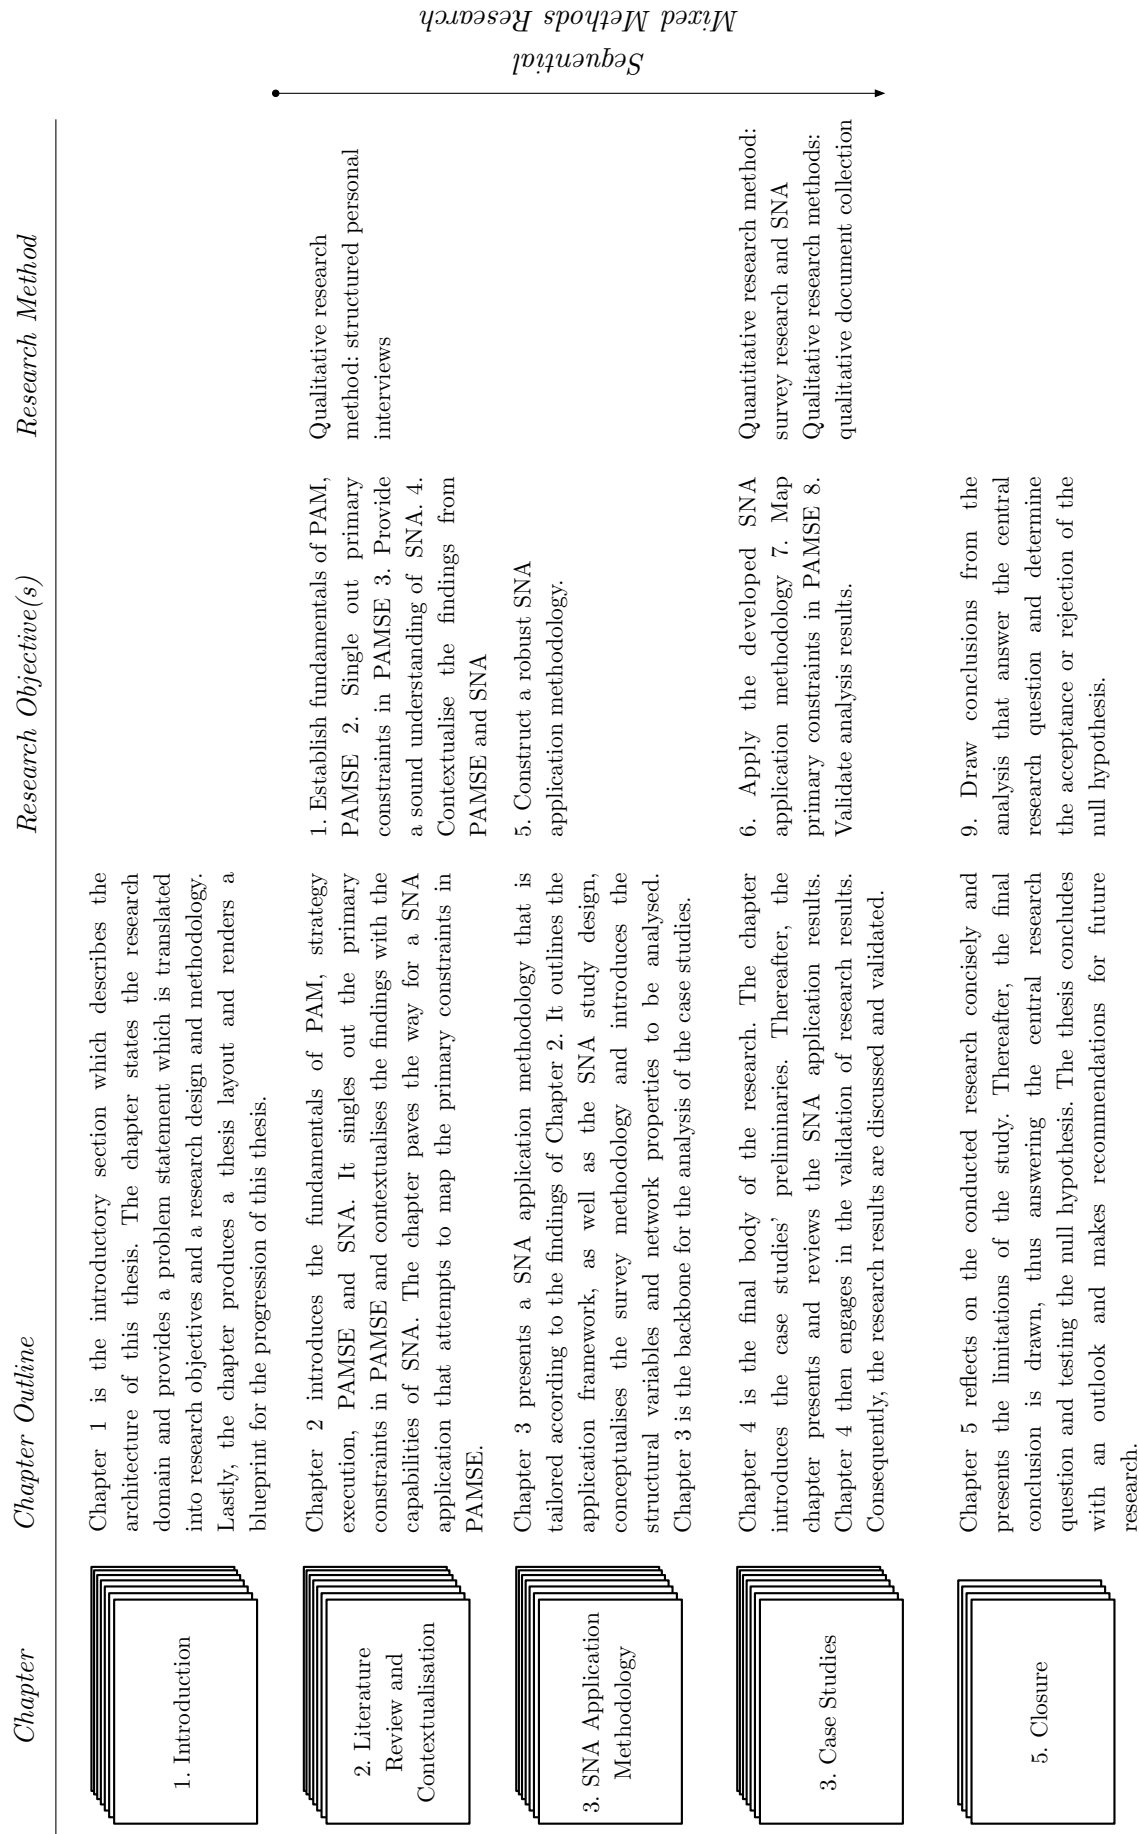 Chapter
Chapter Outline
Research Objective(s)
Research Method
1. Introduction
Chapter 1 is the introductory section which describes the
architecture of this thesis. The chapter states the research
domain and provides a problem statement which is translated
into research objectives and a research design and methodology.
Lastly, the chapter produces a thesis layout and renders a
blueprint for the progression of this thesis.
2. Literature
Review and
Contextualisation
Chapter 2 introduces the fundamentals of PAM, strategy
execution, PAMSE and SNA. It singles out the primary
constraints in PAMSE and contextualises the findings with the
capabilities of SNA. The chapter paves the way for a SNA
application that attempts to map the primary constraints in
PAMSE.
1. Establish fundamentals of PAM,
PAMSE 2. Single out primary
constraints in PAMSE 3. Provide
a sound understanding of SNA. 4.
Contextualise the findings from
PAMSE and SNA
Qualitative research
method: structured personal
interviews
3. SNA Application
Methodology
Chapter 3 presents a SNA application methodology that is
tailored according to the findings of Chapter 2. It outlines the
application framework, as well as the SNA study design,
conceptualises the survey methodology and introduces the
structural variables and network properties to be analysed.
Chapter 3 is the backbone for the analysis of the case studies.
5. Construct a robust SNA
application methodology.
3. Case Studies
Chapter 4 is the final body of the research. The chapter
introduces the case studies' preliminaries. Thereafter, the
chapter presents and reviews the SNA application results.
Chapter 4 then engages in the validation of research results.
Consequently, the research results are discussed and validated.
6. Apply the developed SNA
application methodology 7. Map
primary constraints in PAMSE 8.
Validate analysis results.
Quantitative research method:
survey research and SNA
Qualitative research methods:
qualitative document collection
5. Closure
Chapter 5 reflects on the conducted research concisely and
presents the limitations of the study. Thereafter, the final
conclusion is drawn, thus answering the central research
question and testing the null hypothesis. The thesis concludes
with an outlook and makes recommendations for future
research.
9. Draw conclusions from the
analysis that answer the central
research question and determine
the acceptance or rejection of the
null hypothesis.
Sequential
Mixed Methods Research